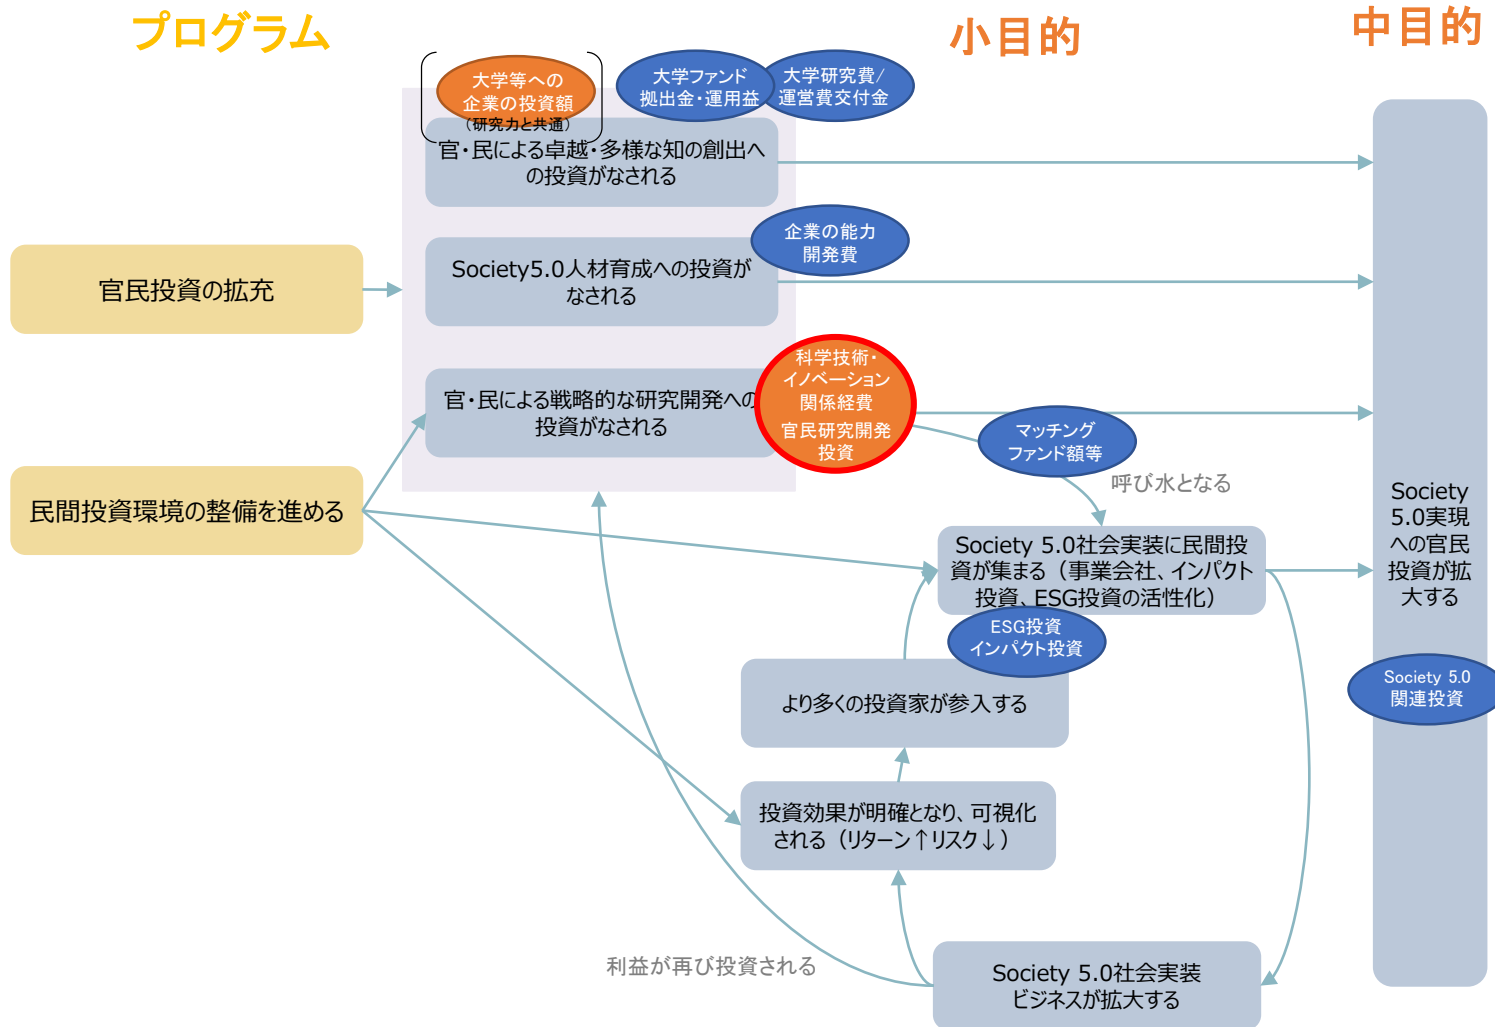 プログラム
小目的
中目的
大学等への
企業の投資額
（研究力と共通）
大学ファンド
拠出金・運用益
大学研究費/
運営費交付金
官・民による卓越・多様な知の創出へ
の投資がなされる
企業の能力
開発費
官民投資の拡充
Society5.0人材育成への投資が
なされる
科学技術・
イノベーション
関係経費
官民研究開発
投資
官・民による戦略的な研究開発への
投資がなされる
マッチング
ファンド額等
呼び水となる
民間投資環境の整備を進める
Society 5.0社会実装に民間投
資が集まる（事業会社、インパクト
投資、ESG投資の活性化）
Society
5.0実現
への官民
投資が拡
大する
ESG投資
インパクト投資
Society 5.0
関連投資
より多くの投資家が参入する
投資効果が明確となり、可視化
される（リターン↑リスク↓）
利益が再び投資される
Society 5.0社会実装
ビジネスが拡大する